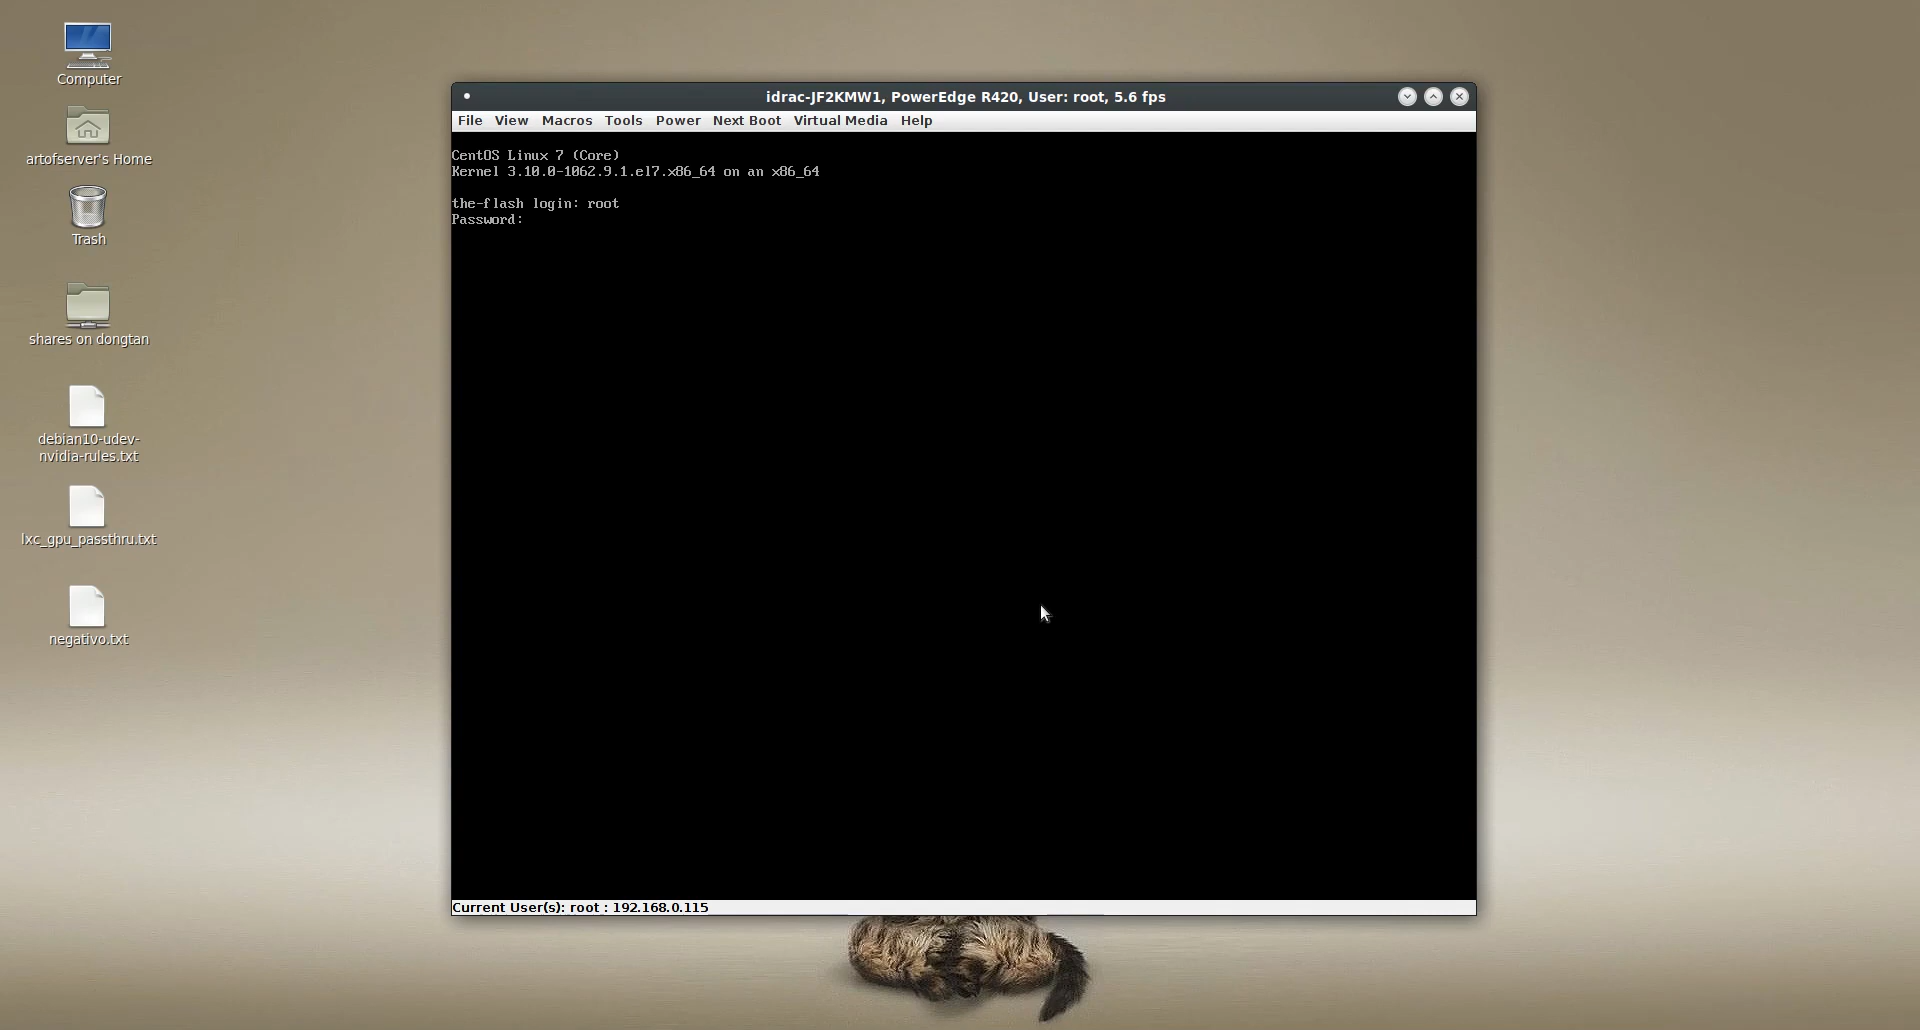 Computer
artofserver's Home
Trash
shares on dongtan
debian10-udev-
nvidia-rules.txt
lxc_gpu_passthru.txt
negativo.txt
idrac-JF2KMW1, PowerEdge R420, User: root, 5.6 fps
File View Macros Tools Power Next Boot Virtual Media Help
CentOS Linux 7 (Core)
Kernel 3.10.0-1062.9.1.el7.x86_64 on an x86_64
the-flash login: root
Password:
Current User(s): root : 192.168.0.115